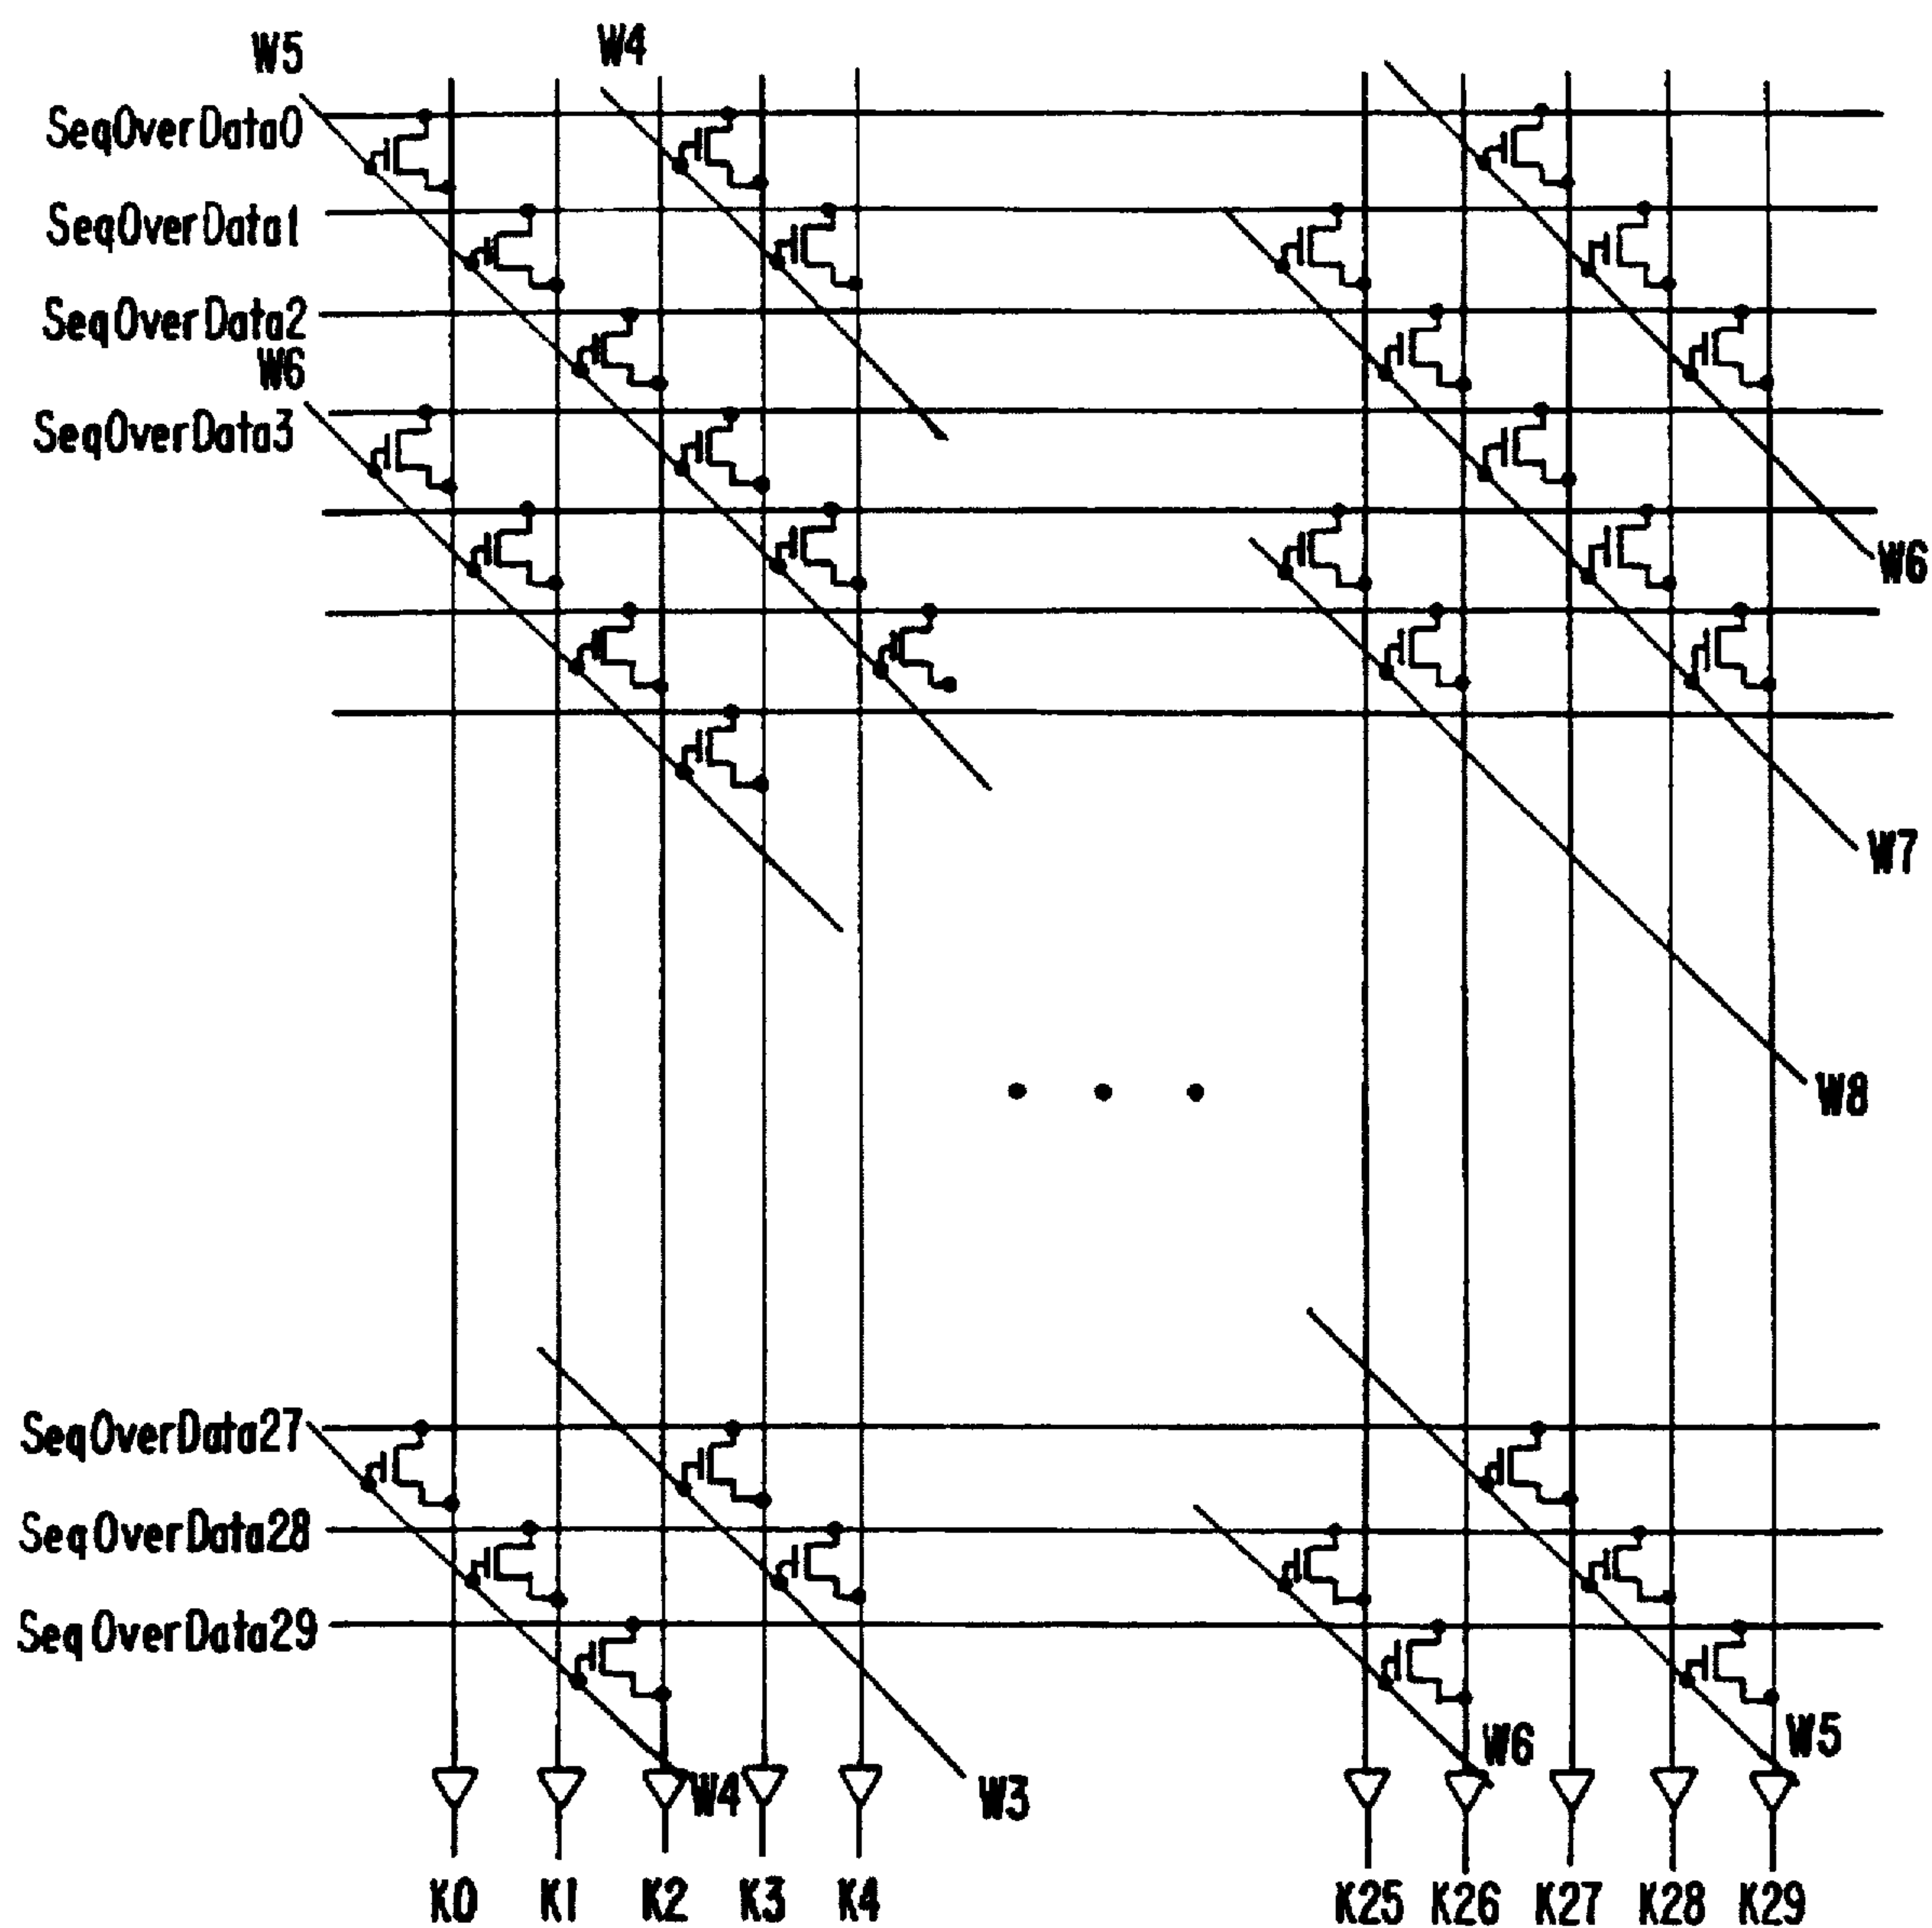 W5 W4
SeqOverData0
SeqOverData1
SeqOverData2
W6
SeqOverData3
W6
W7
W8
SeqOverData27
SeqOverData28
SeqOverData29
W6 W5
W4 W3
K0 K1 K2 K3 K4 K25 K26 K27 K28 K29